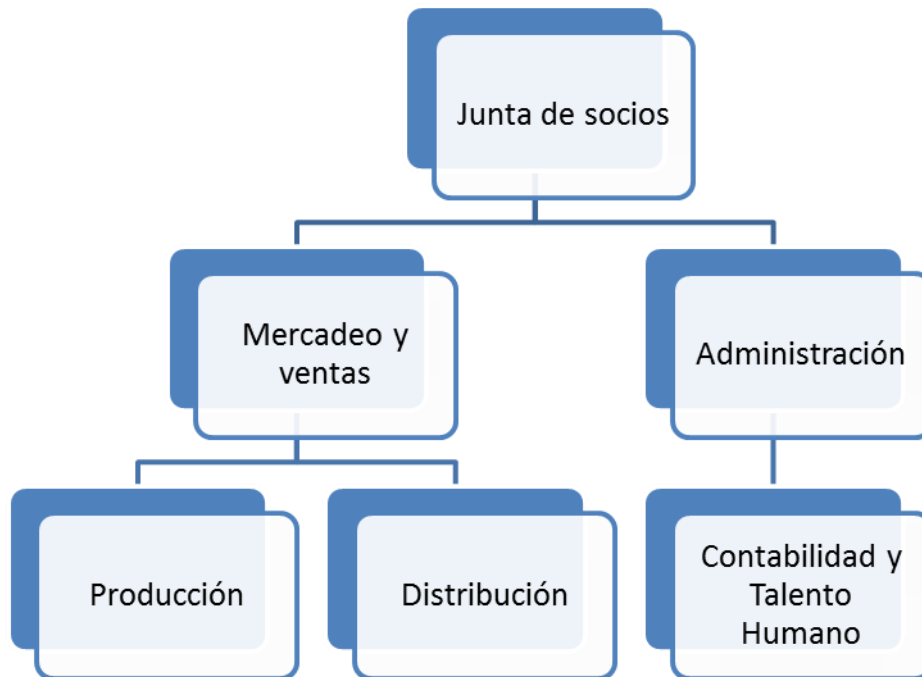 Junta de socios
Mercadeo y
ventas
Administración
Producción
Distribución
Contabilidad y
Talento
Humano